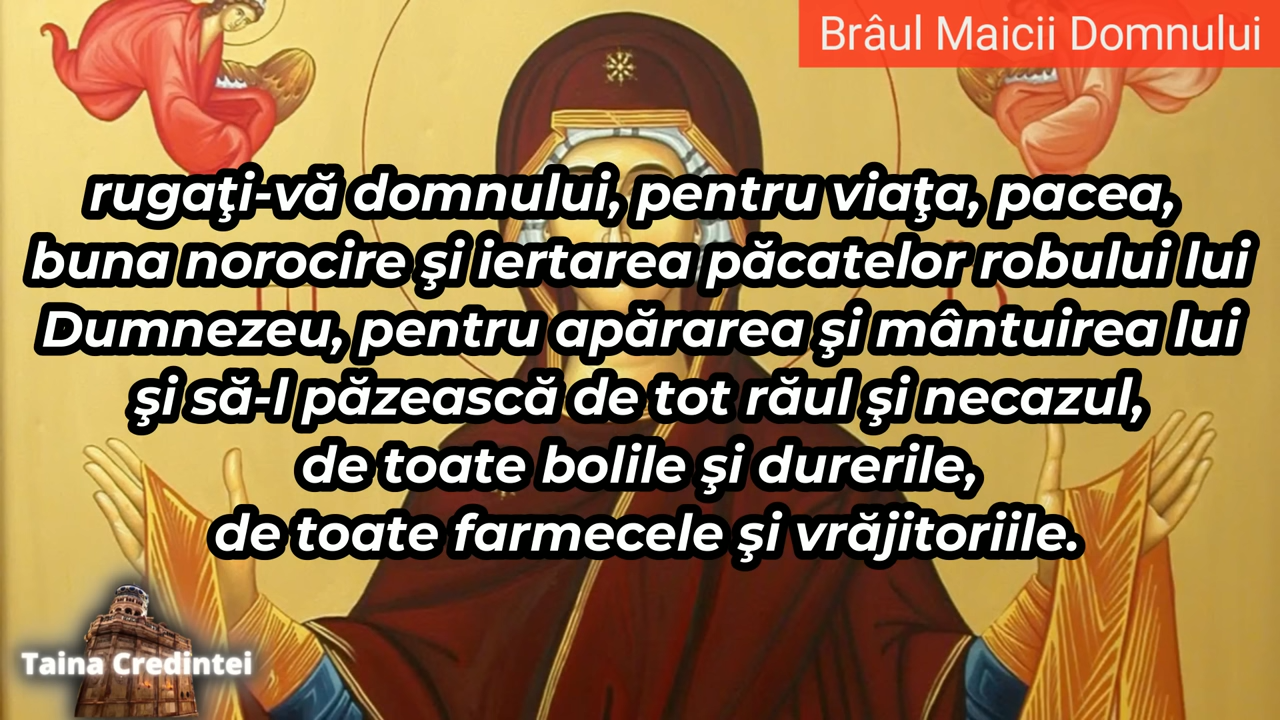 Brâul Maicii Domnului
rugaţi-vă domnului, pentru viaţa, pacea,
buna norocire şi iertarea păcatelor robului lui
Dumnezeu, pentru apărarea şi mântuirea lui
şi să-l păzească de tot răul şi necazul,
de toate bolile şi durerile,
de toate farmecele şi vrăjitoriile.
Taina Credintei